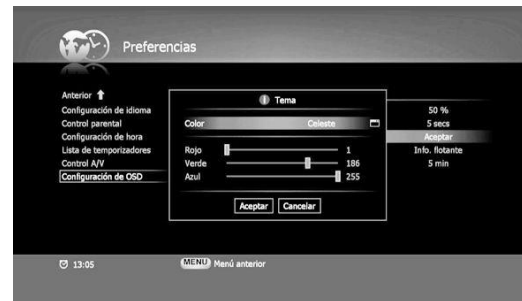 Preferencias
Anterior
Configuración de idioma
Control parental
Configuración de hora
Lista de temporizadores
Control A/V
Configuración de OSD
Tema
Color Celeste
Rojo 1
Verde 186
Azul 255
Aceptar Cancelar
50 %
5 secs
Aceptar
Info. flotante
5 min
13:05
MENU Menú anterior